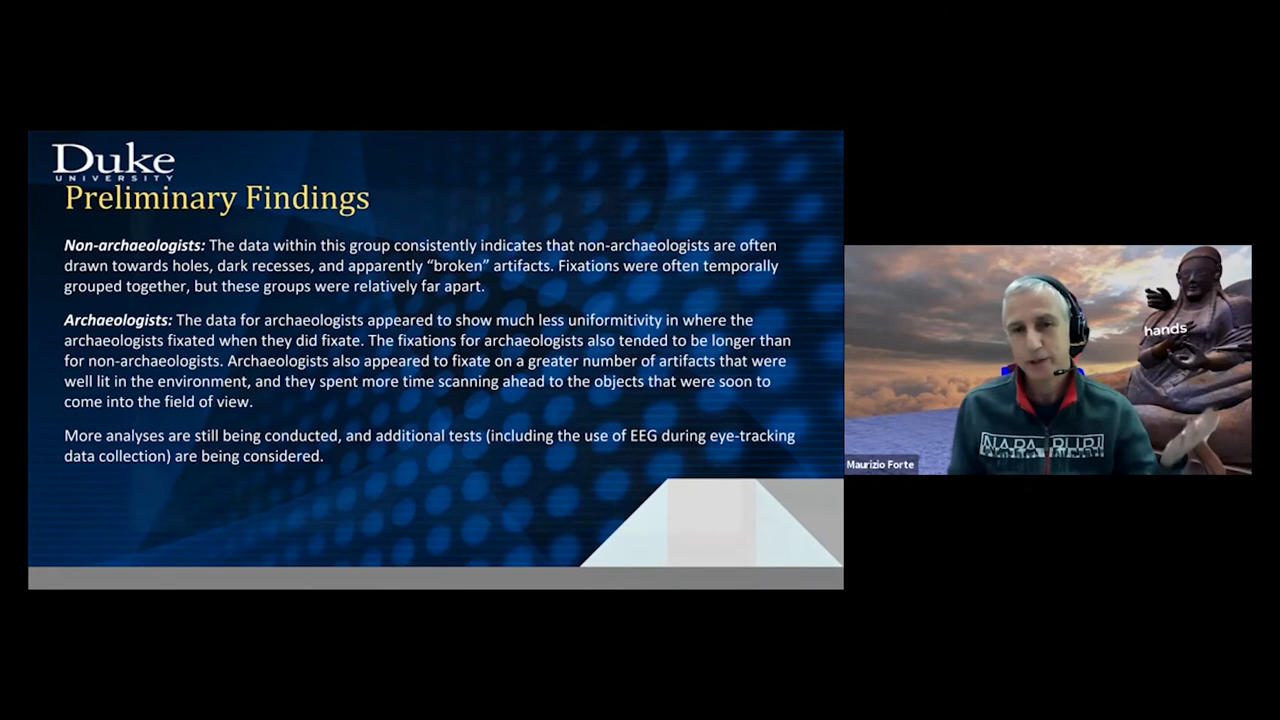 Duke
UNIVERSITY
Preliminary Findings
Non-archaeologists: The data within this group consistently indicates that non-archaeologists are often
drawn towards holes, dark recesses, and apparently “broken” artifacts. Fixations were often temporally
grouped together, but these groups were relatively far apart.
Archaeologists: The data for archaeologists appeared to show much less uniformitivity in where the
archaeologists fixated when they did fixate. The fixations for archaeologists also tended to be longer than
for non-archaeologists. Archaeologists also appeared to fixate on a greater number of artifacts that were
well lit in the environment, and they spent more time scanning ahead to the objects that were soon to
come into the field of view.
More analyses are still being conducted, and additional tests (including the use of EEG during eye-tracking
data collection) are being considered.
hands
Maurizio Forte